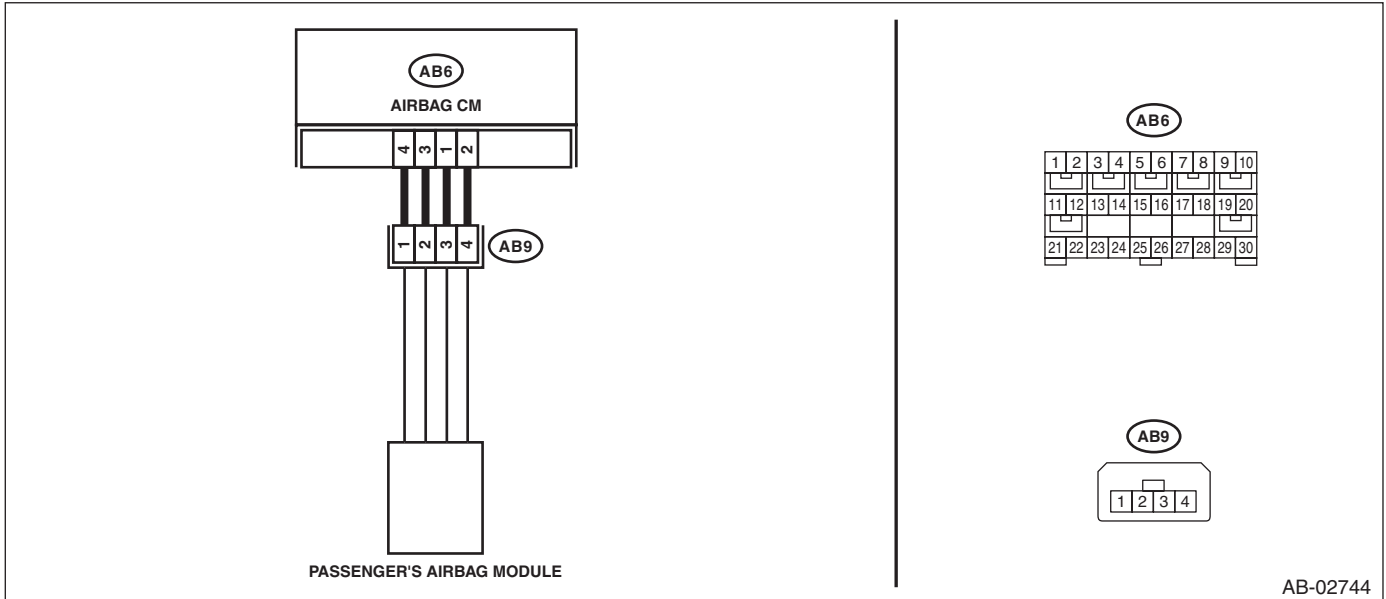 AB6
AIRBAG CM
4 3 1 2
1 2 3 4
AB9
PASSENGER'S AIRBAG MODULE
AB6
1 2 3 4 5 6 7 8 9 10
11 12 13 14 15 16 17 18 19 20
21 22 23 24 25 26 27 28 29 30
AB9
1 2 3 4
AB-02744